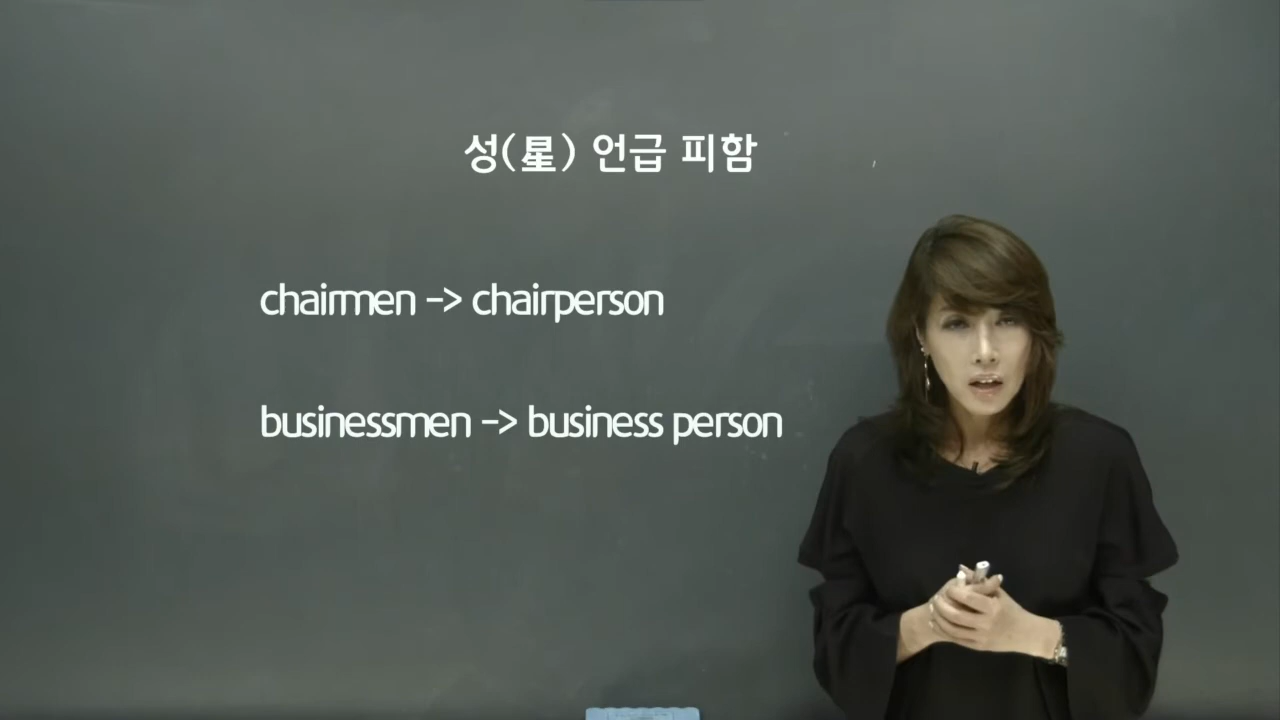 성(星) 언급 피함
chairmen -> chairperson
businessmen -> business person